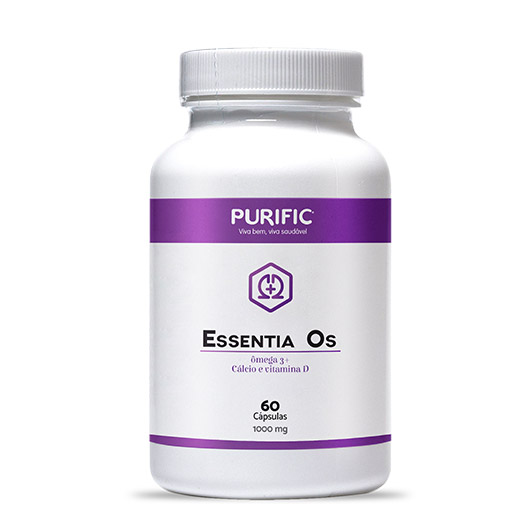 PURIFIC
Viva bem, viva saudável
ESSENTIA OS
ômega 3+
Cálcio e vitamina D
60
Cápsulas
1000 mg